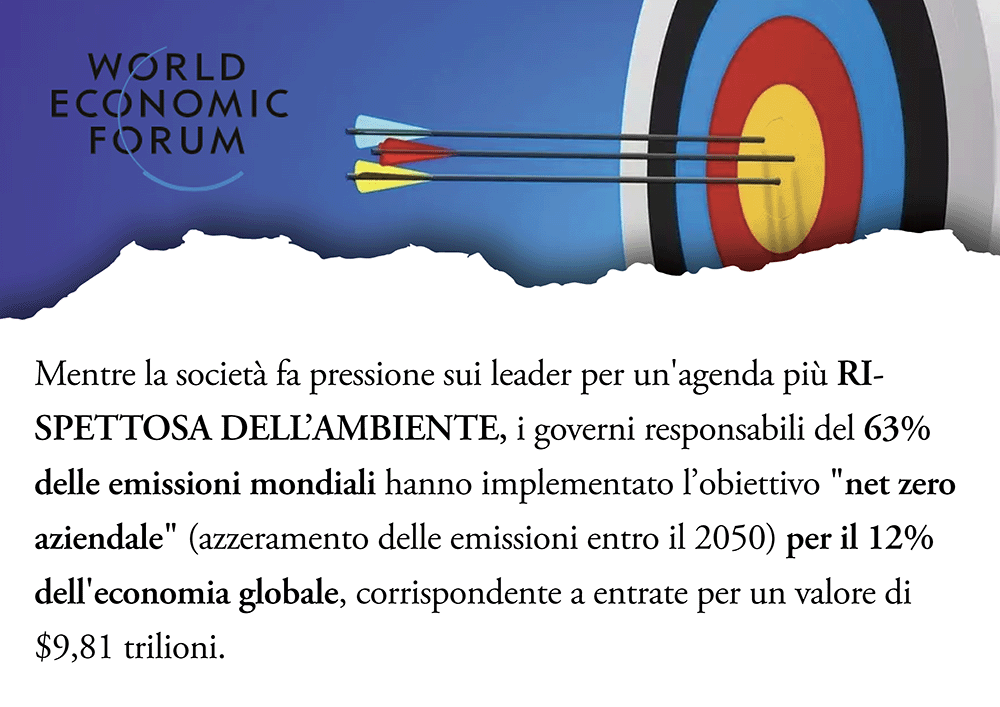 WORLD
ECONOMIC
FORUM
Mentre la società fa pressione sui leader per un'agenda più RI-
SPETTOSA DELL’AMBIENTE, i governi responsabili del 63%
delle emissioni mondiali hanno implementato l’obiettivo "net zero
aziendale" (azzeramento delle emissioni entro il 2050) per il 12%
dell'economia globale, corrispondente a entrate per un valore di
$9,81 trilioni.